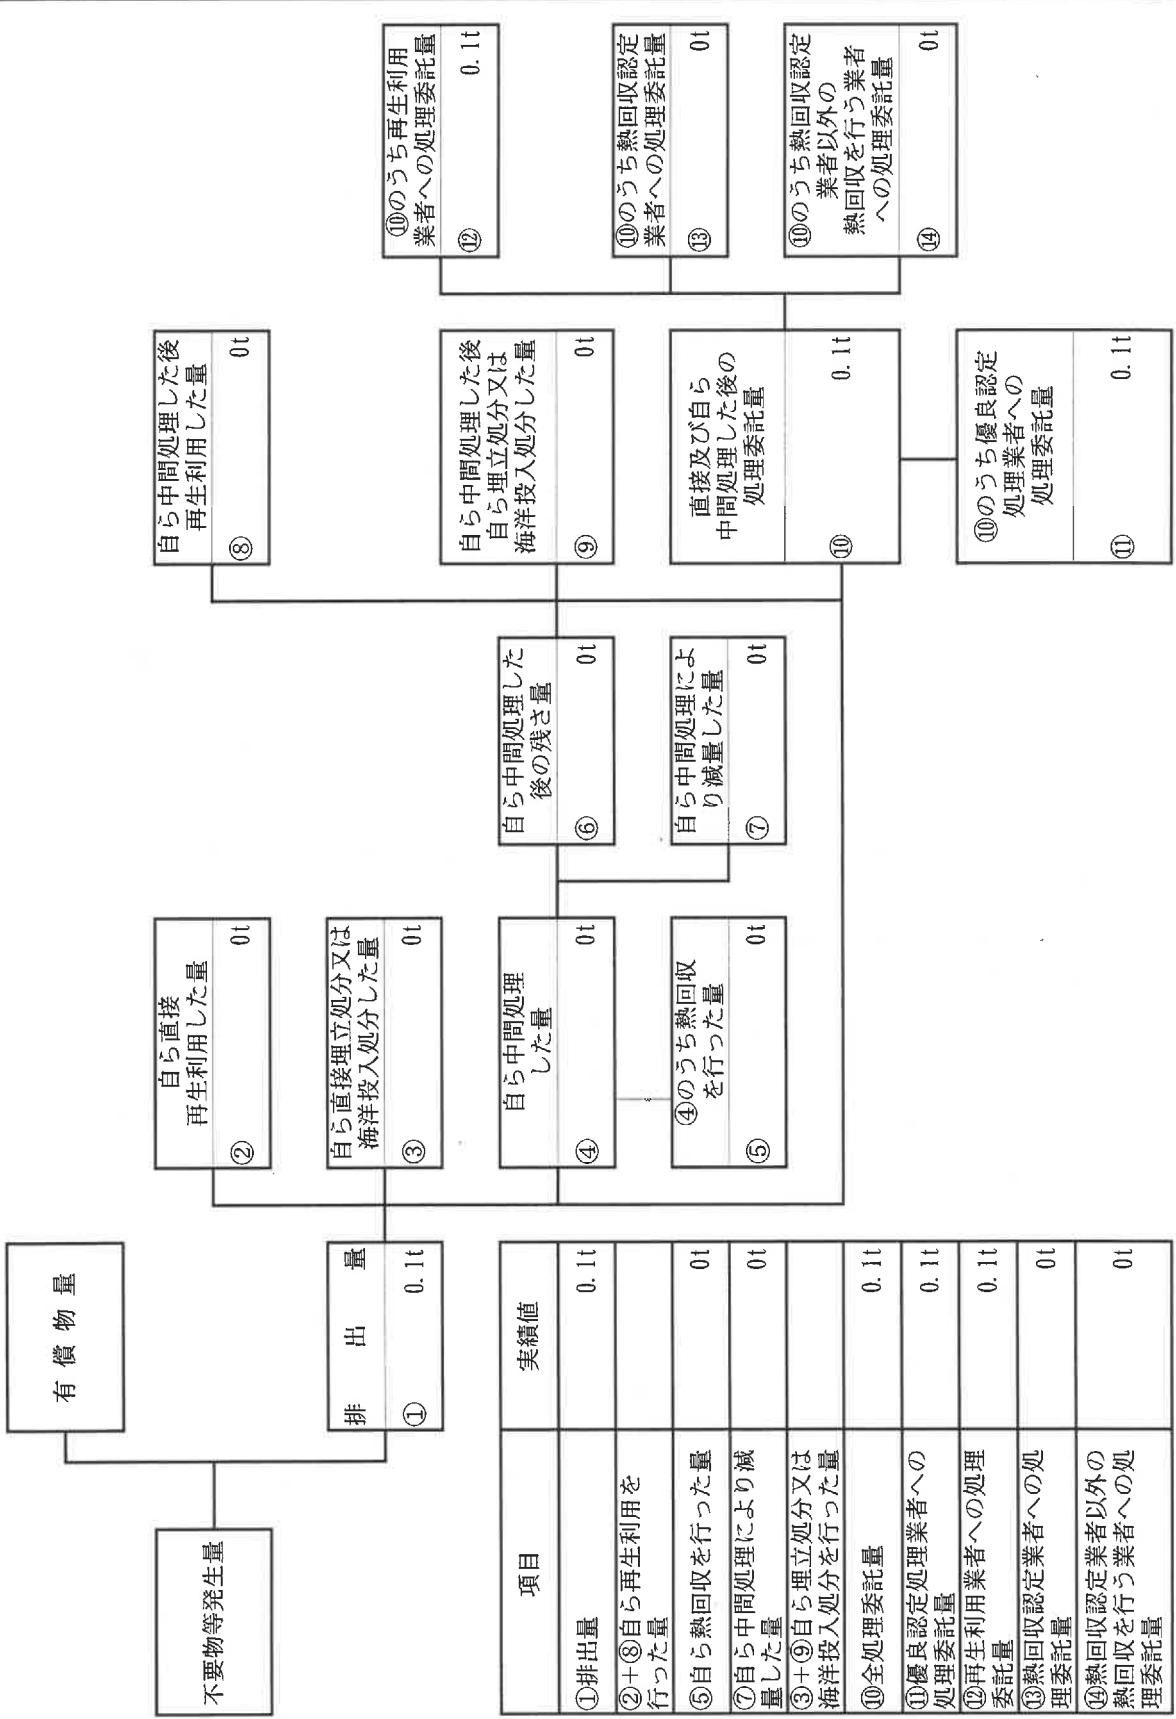 不要物等発生量
有償物量
排出量
① 0.1t
自ら直接
再生利用した量
② 0t
自ら直接埋立処分又は
海洋投入処分した量
③ 0t
自ら中間処理
した量
④ 0t
④のうち熱回収
を行った量
⑤ 0t
自ら中間処理した
後の残さ量
⑥ 0t
自ら中間処理によ
り減量した量
⑦ 0t
自ら中間処理した後
再生利用した量
⑧ 0t
自ら中間処理した後
自ら埋立処分又は
海洋投入処分した量
⑨ 0t
直接及び自ら
中間処理した後の
処理委託量
⑩ 0.1t
⑩のうち優良認定
処理業者への
処理委託量
⑪ 0.1t
⑩のうち再生利用
業者への処理委託量
⑫ 0.1t
⑩のうち熱回収認定
業者への処理委託量
⑬ 0t
⑩のうち熱回収認定
業者以外の
熱回収を行う業者
への処理委託量
⑭ 0t
項目 実績値
①排出量 0.1t
②+⑧自ら再生利用を
行った量
⑤自ら熱回収を行った量 0t
⑦自ら中間処理により減
量した量 0t
③+⑨自ら埋立処分又は
海洋投入処分を行った量
⑩全処理委託量 0.1t
⑪優良認定処理業者への
処理委託量 0.1t
⑫再生利用業者への処理
委託量 0.1t
⑬熱回収認定業者への処
理委託量 0t
⑭熱回収認定業者以外の
熱回収を行う業者への処
理委託量 0t